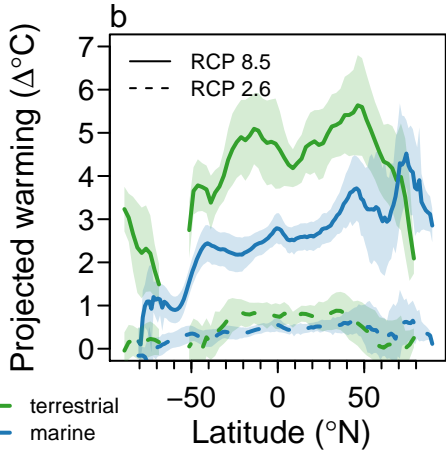 b
Projected warming (Δ°C)
7
6
5
4
3
2
1
0
RCP 8.5
RCP 2.6
−50
0
50
Latitude (°N)
terrestrial
marine